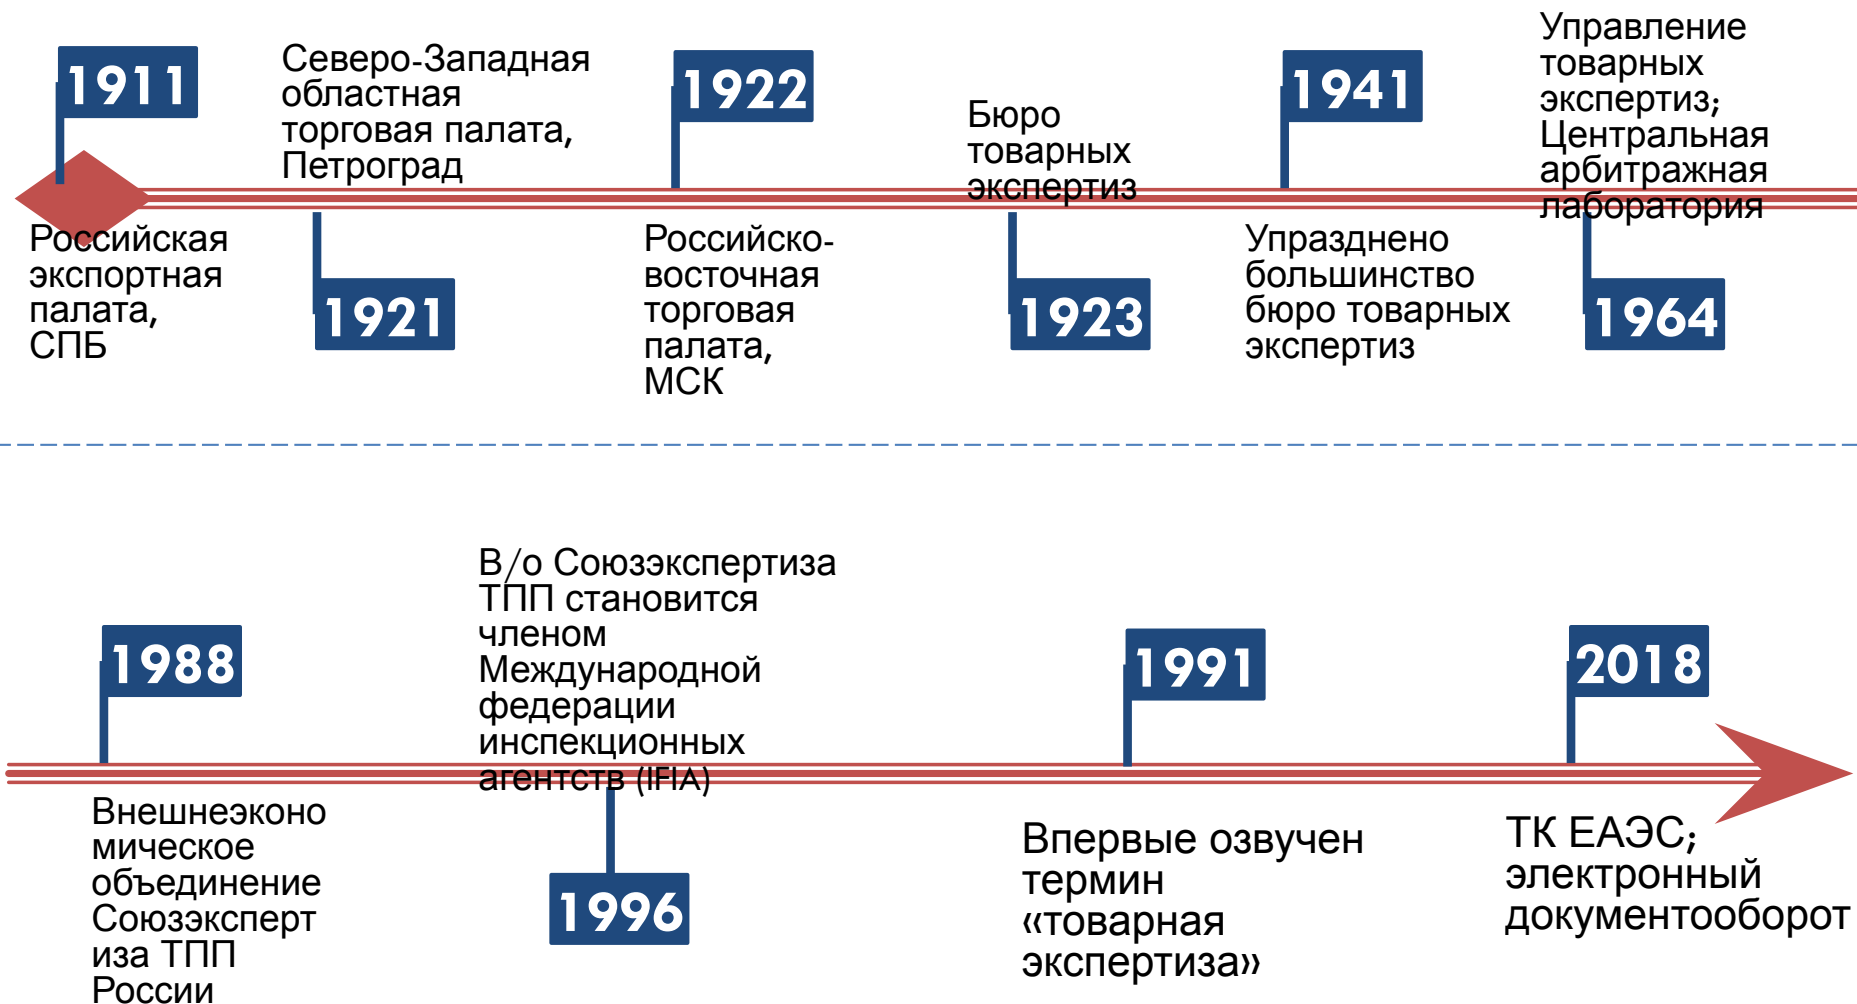 1911
Российская
экспортная
палата,
СПБ
Северо-Западная
областная
торговая палата,
Петроград
1921
1922
Российско-
восточная
торговая
палата,
МСК
Бюро
товарных
экспертиз
1923
1941
Упразднено
большинство
бюро товарных
экспертиз
Управление
товарных
экспертиз;
Центральная
арбитражная
лаборатория
1964
1988
Внешнеэконо
мическое
объединение
Союзэксперт
иза ТПП
России
В/о Союзэкспертиза
ТПП становится
членом
Международной
федерации
инспекционных
агентств (IFIA)
1996
1991
Впервые озвучен
термин
«товарная
экспертиза»
2018
ТК ЕАЭС;
электронный
документооборот